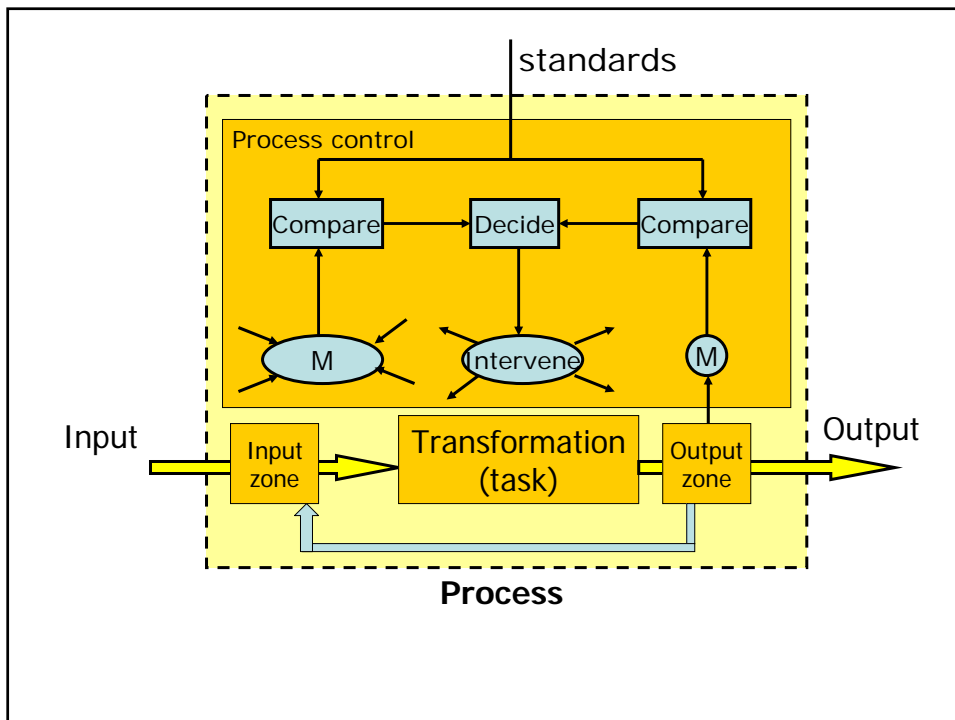 standards
Process control
Compare
Decide
Compare
M
Intervene
M
Input
Input
zone
Transformation
(task)
Output
zone
Output
Process